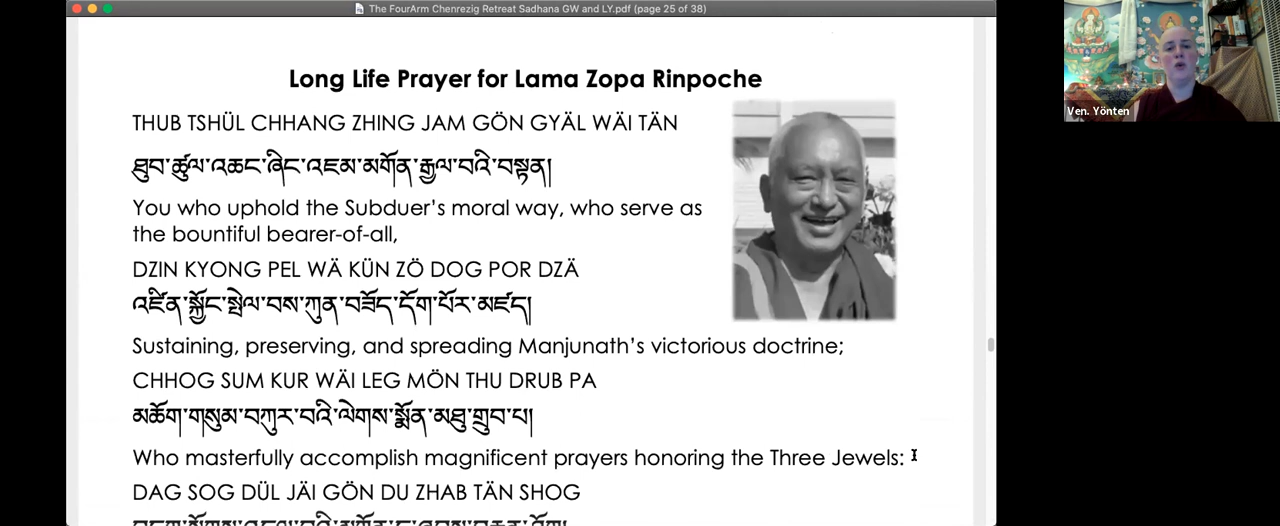 The FourArm Chenrezig Retreat Sadhana GW and LY.pdf (page 25 of 38)
Ven. Yönten
Long Life Prayer for Lama Zopa Rinpoche
THUB TSHÜL CHHANG ZHING JAM GÖN GYÄL WÄI TÄN
ཐུབ་ཚུལ་འཆང་ཞིང་འཇམ་མགོན་རྒྱལ་བའི་བསྟན།
You who uphold the Subduer’s moral way, who serve as
the bountiful bearer-of-all,
DZIN KYONG PEL WÄ KÜN ZÖ DOG POR DZÄ
འཛིན་སྐྱོང་སྤེལ་བས་ཀུན་བཟོད་དོག་པོར་མཛད།
Sustaining, preserving, and spreading Manjunath’s victorious doctrine;
CHHOG SUM KUR WÄI LEG MÖN THU DRUB PA
མཆོག་གསུམ་བཀུར་བའི་ལེགས་སྨོན་མཐུ་གྲུབ་པ།
Who masterfully accomplish magnificent prayers honoring the Three Jewels:
DAG SOG DÜL JÄI GÖN DU ZHAB TÄN SHOG